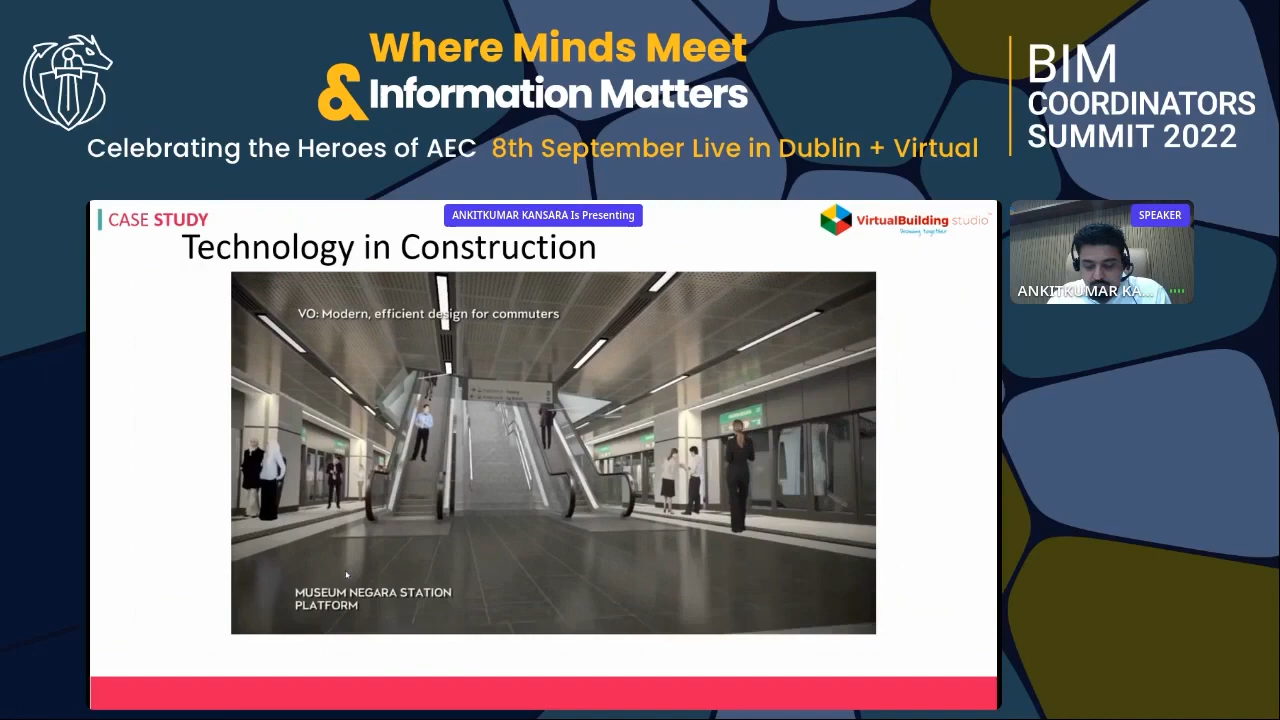 Where Minds Meet
& Information Matters
Celebrating the Heroes of AEC 8th September Live in Dublin + Virtual
BIM
COORDINATORS
SUMMIT 2022
CASE STUDY
ANKITKUMAR KANSARA Is Presenting
VirtualBuilding studio
Technology in Construction
SPEAKER
ANKITKUMAR KA...
VO: Modern, efficient design for commuters
MUSEUM NEGARA STATION
PLATFORM